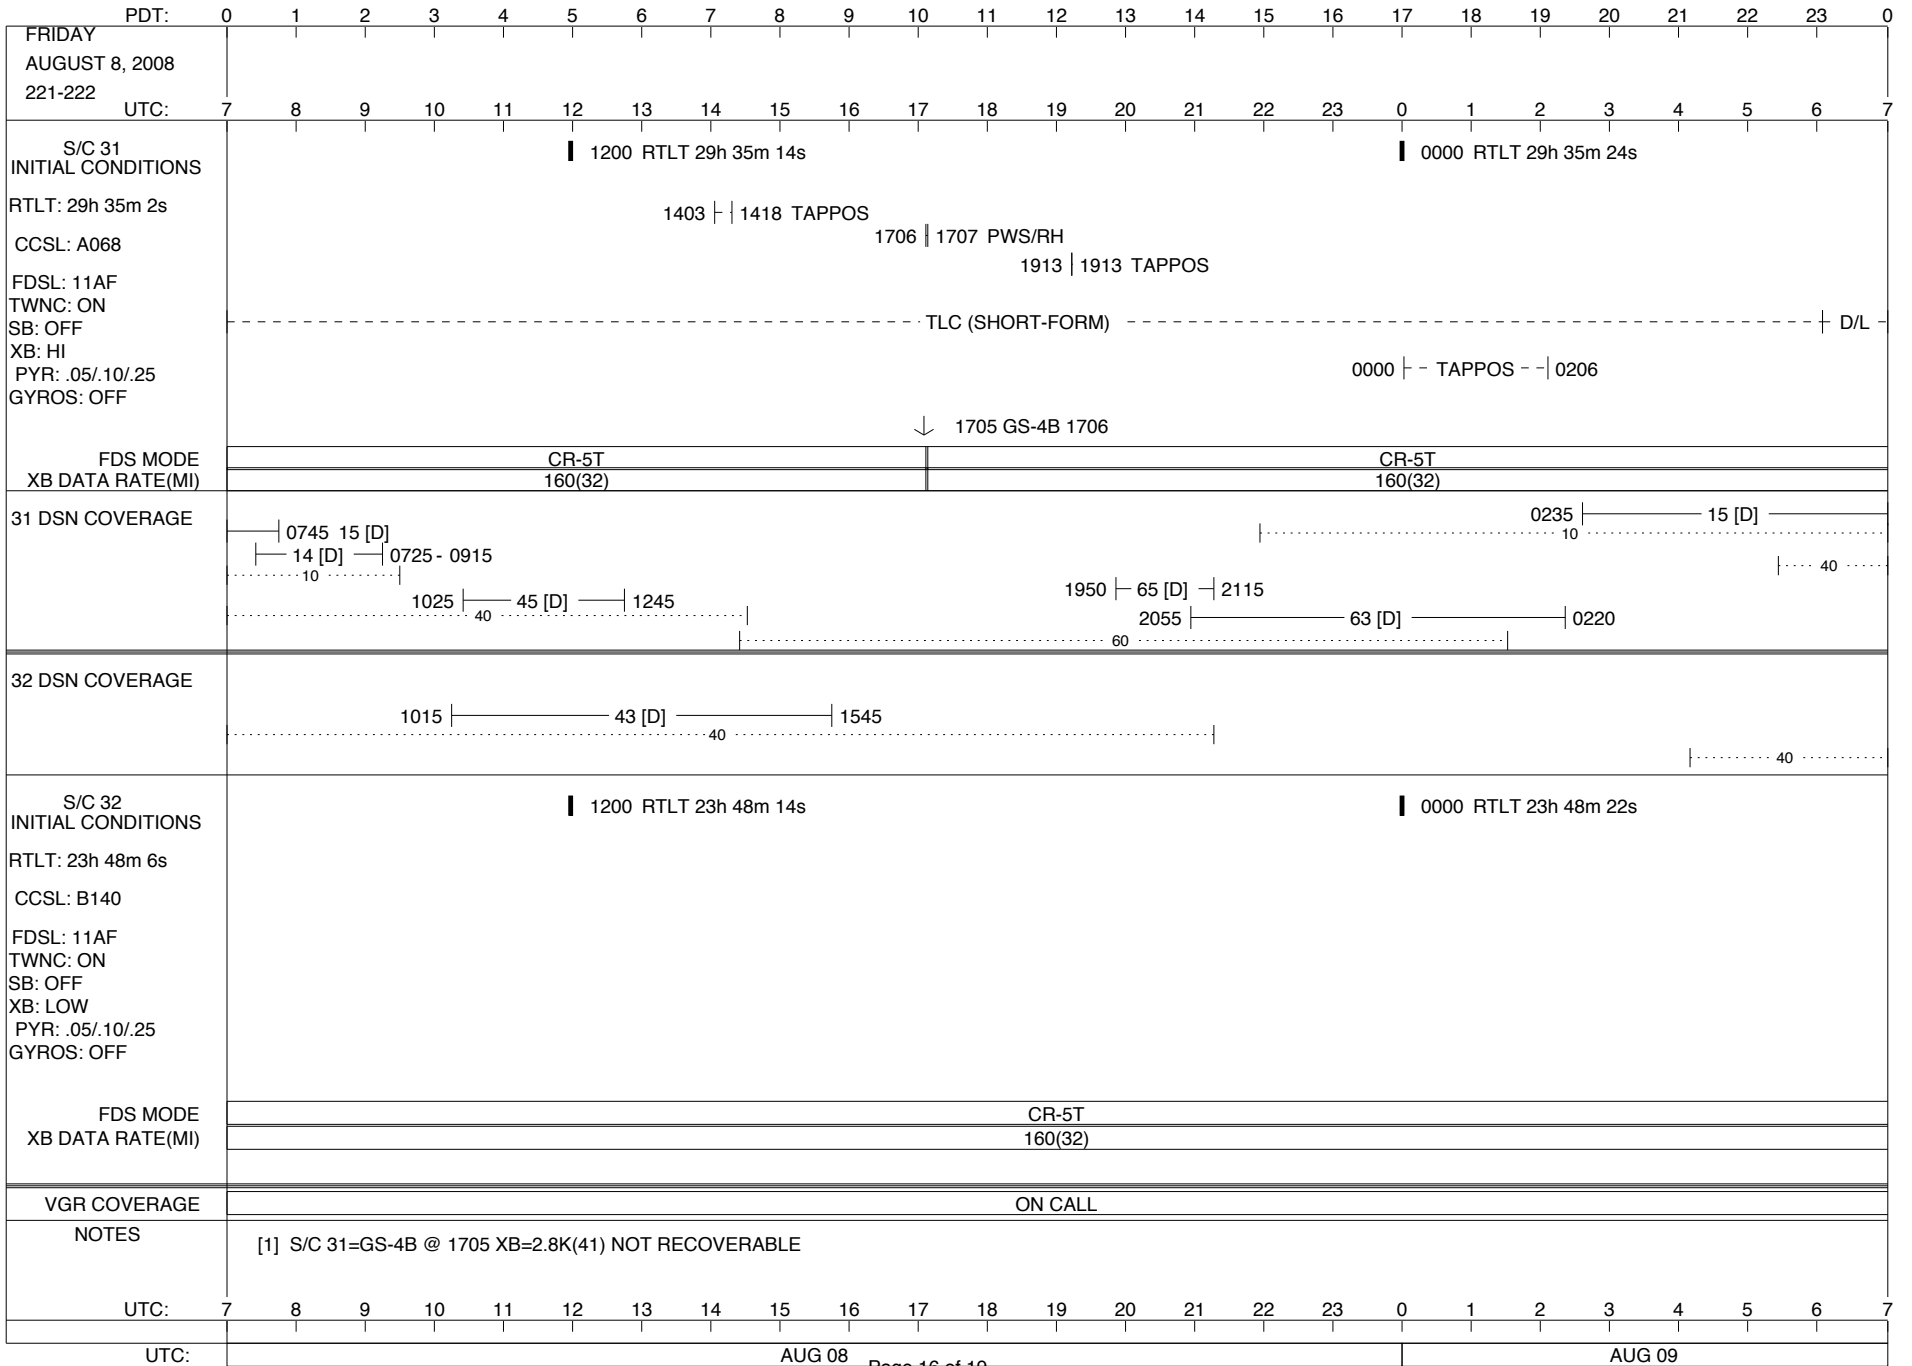 PDT: 0 1 2 3 4 5 6 7 8 9 10 11 12 13 14 15 16 17 18 19 20 21 22 23 0
FRIDAY
AUGUST 8, 2008
221-222
UTC: 7 8 9 10 11 12 13 14 15 16 17 18 19 20 21 22 23 0 1 2 3 4 5 6 7
S/C 31
INITIAL CONDITIONS
1200 RTLT 29h 35m 14s
0000 RTLT 29h 35m 24s
RTLT: 29h 35m 2s
1403 1418 TAPPOS
CCSL: A068
1706 1707 PWS/RH
1913 1913 TAPPOS
FDSL: 11AF
TWNC: ON
SB: OFF
TLC (SHORT-FORM) D/L
XB: HI
PYR: .05/.10/.25
0000 TAPPOS 0206
GYROS: OFF
1705 GS-4B 1706
FDS MODE CR-5T CR-5T
XB DATA RATE(MI) 160(32) 160(32)
31 DSN COVERAGE
0235 15 [D]
0745 15 [D]
10
14 [D] 0725 - 0915
40
10
1950 65 [D] 2115
1025 45 [D] 1245
40
2055 63 [D] 0220
60
32 DSN COVERAGE
1015 43 [D] 1545
40
40
S/C 32
INITIAL CONDITIONS
1200 RTLT 23h 48m 14s
0000 RTLT 23h 48m 22s
RTLT: 23h 48m 6s
CCSL: B140
FDSL: 11AF
TWNC: ON
SB: OFF
XB: LOW
PYR: .05/.10/.25
GYROS: OFF
FDS MODE CR-5T
XB DATA RATE(MI) 160(32)
VGR COVERAGE ON CALL
NOTES
[1] S/C 31=GS-4B @ 1705 XB=2.8K(41) NOT RECOVERABLE
UTC: 7 8 9 10 11 12 13 14 15 16 17 18 19 20 21 22 23 0 1 2 3 4 5 6 7
UTC: AUG 08 AUG 09
Page 16 of 19